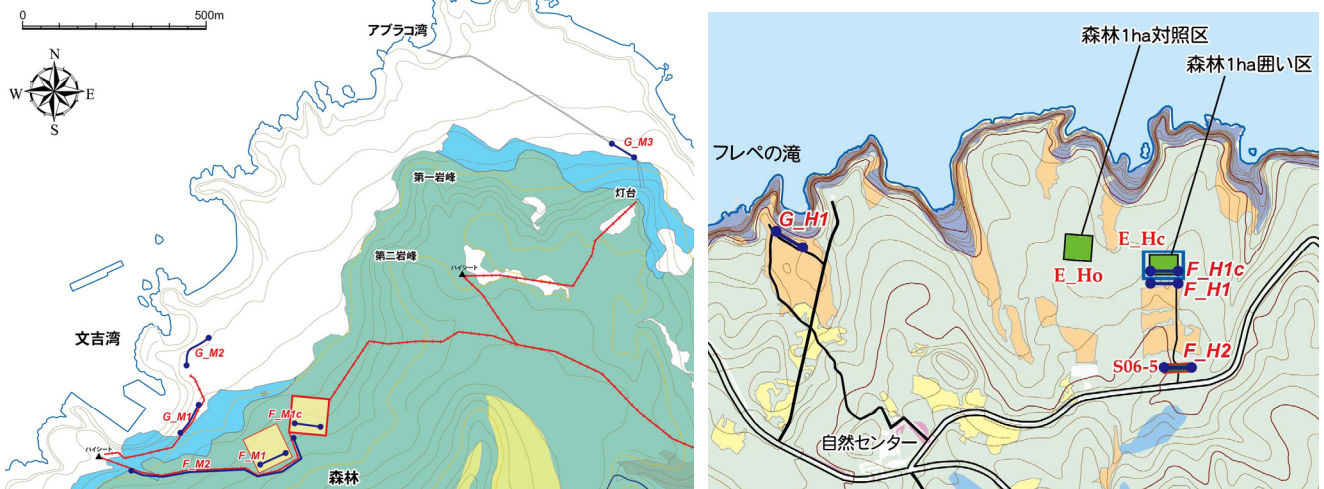 0
500m
アブラコ湾
N
W
E
S
G_M3
第一岩峰
灯台
第二岩峰
ハイシート
文吉湾
G_M2
G_M1
F_M1c
ハイシート
F_M1
F_M2
森林
森林1ha対照区
森林1ha囲い区
フレペの滝
G_H1
E_Hc
E_Ho
F_H1c
F_H1
F_H2
S06-5
自然センター